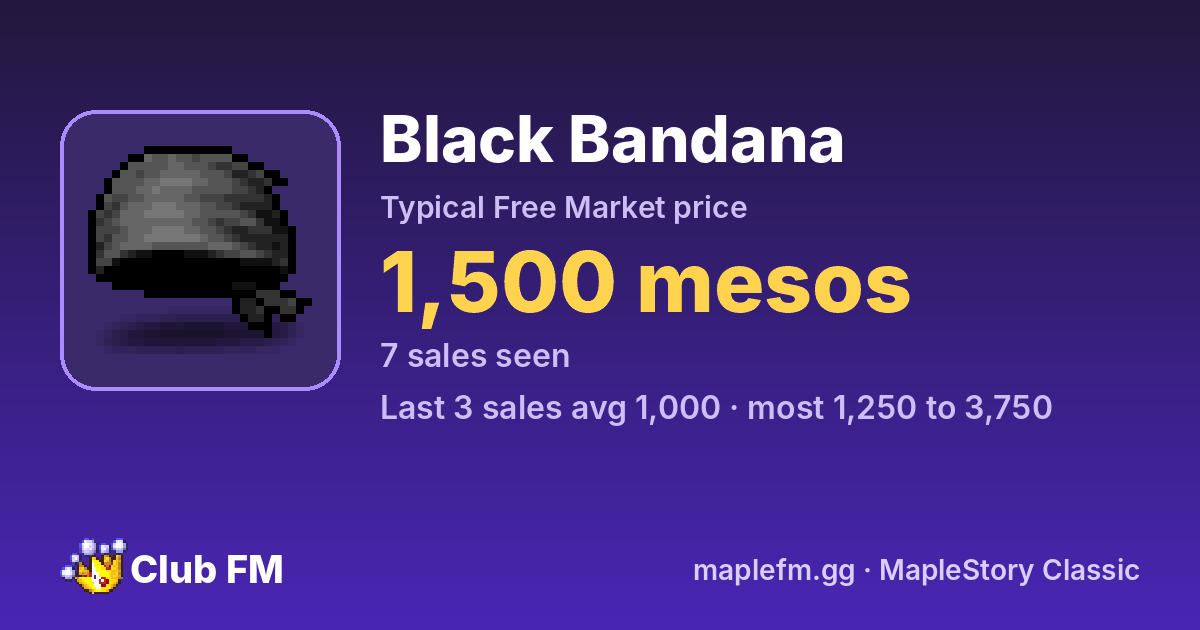 Black Bandana
Typical Free Market price
1,500 mesos
7 sales seen
Last 3 sales avg 1,000 · most 1,250 to 3,750
Club FM
maplefm.gg · MapleStory Classic